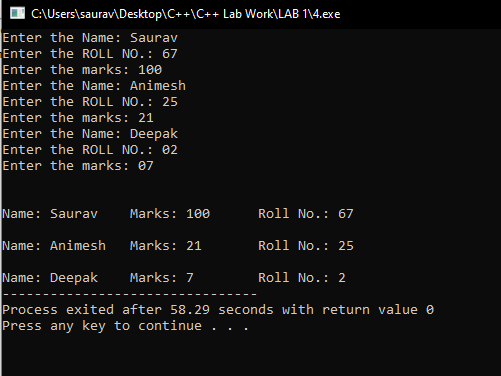 C:\Users\saurav\Desktop\C++\C++ Lab Work\LAB 1\4.exe
Enter the Name: Saurav
Enter the ROLL NO.: 67
Enter the marks: 100
Enter the Name: Animesh
Enter the ROLL NO.: 25
Enter the marks: 21
Enter the Name: Deepak
Enter the ROLL NO.: 02
Enter the marks: 07
Name: Saurav    Marks: 100      Roll No.: 67
Name: Animesh   Marks: 21       Roll No.: 25
Name: Deepak    Marks: 7        Roll No.: 2
--------------------------------
Process exited after 58.29 seconds with return value 0
Press any key to continue . . .